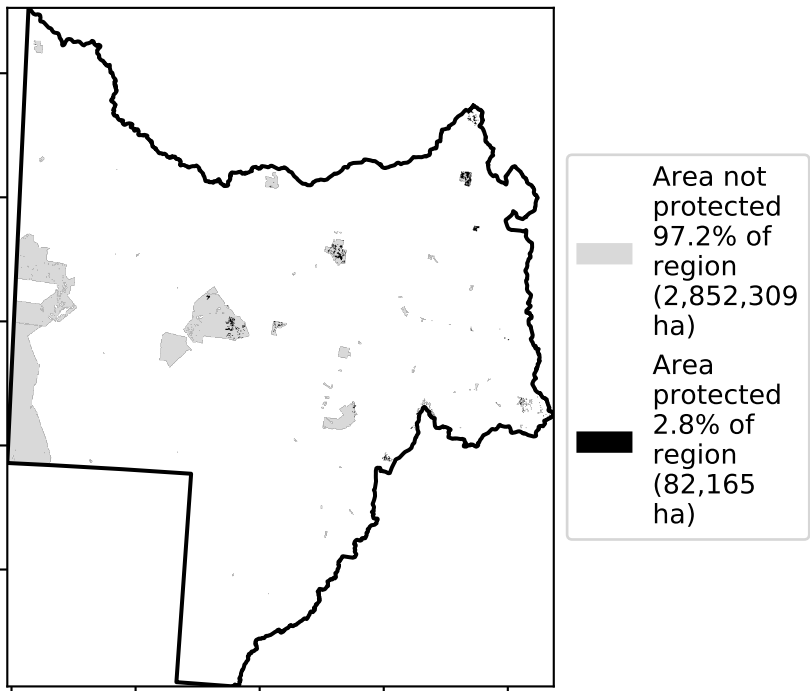 Area not
protected
97.2% of
region
(2,852,309
ha)
Area
protected
2.8% of
region
(82,165
ha)